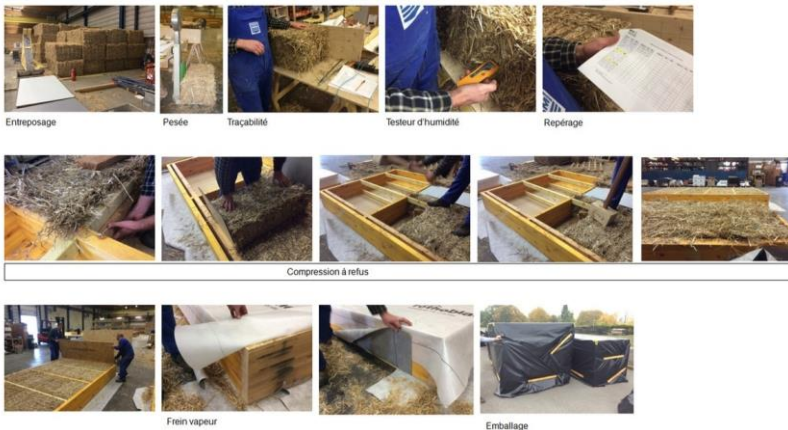 Entreposage
Pesée
Traçabilité
Testeur d'humidité
Repérage
Compression à refus
Frein vapeur
Emballage